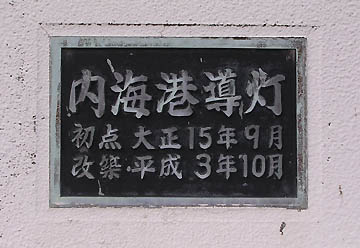 内海港導灯
初点 大正15年9月
改築 平成 3年10月